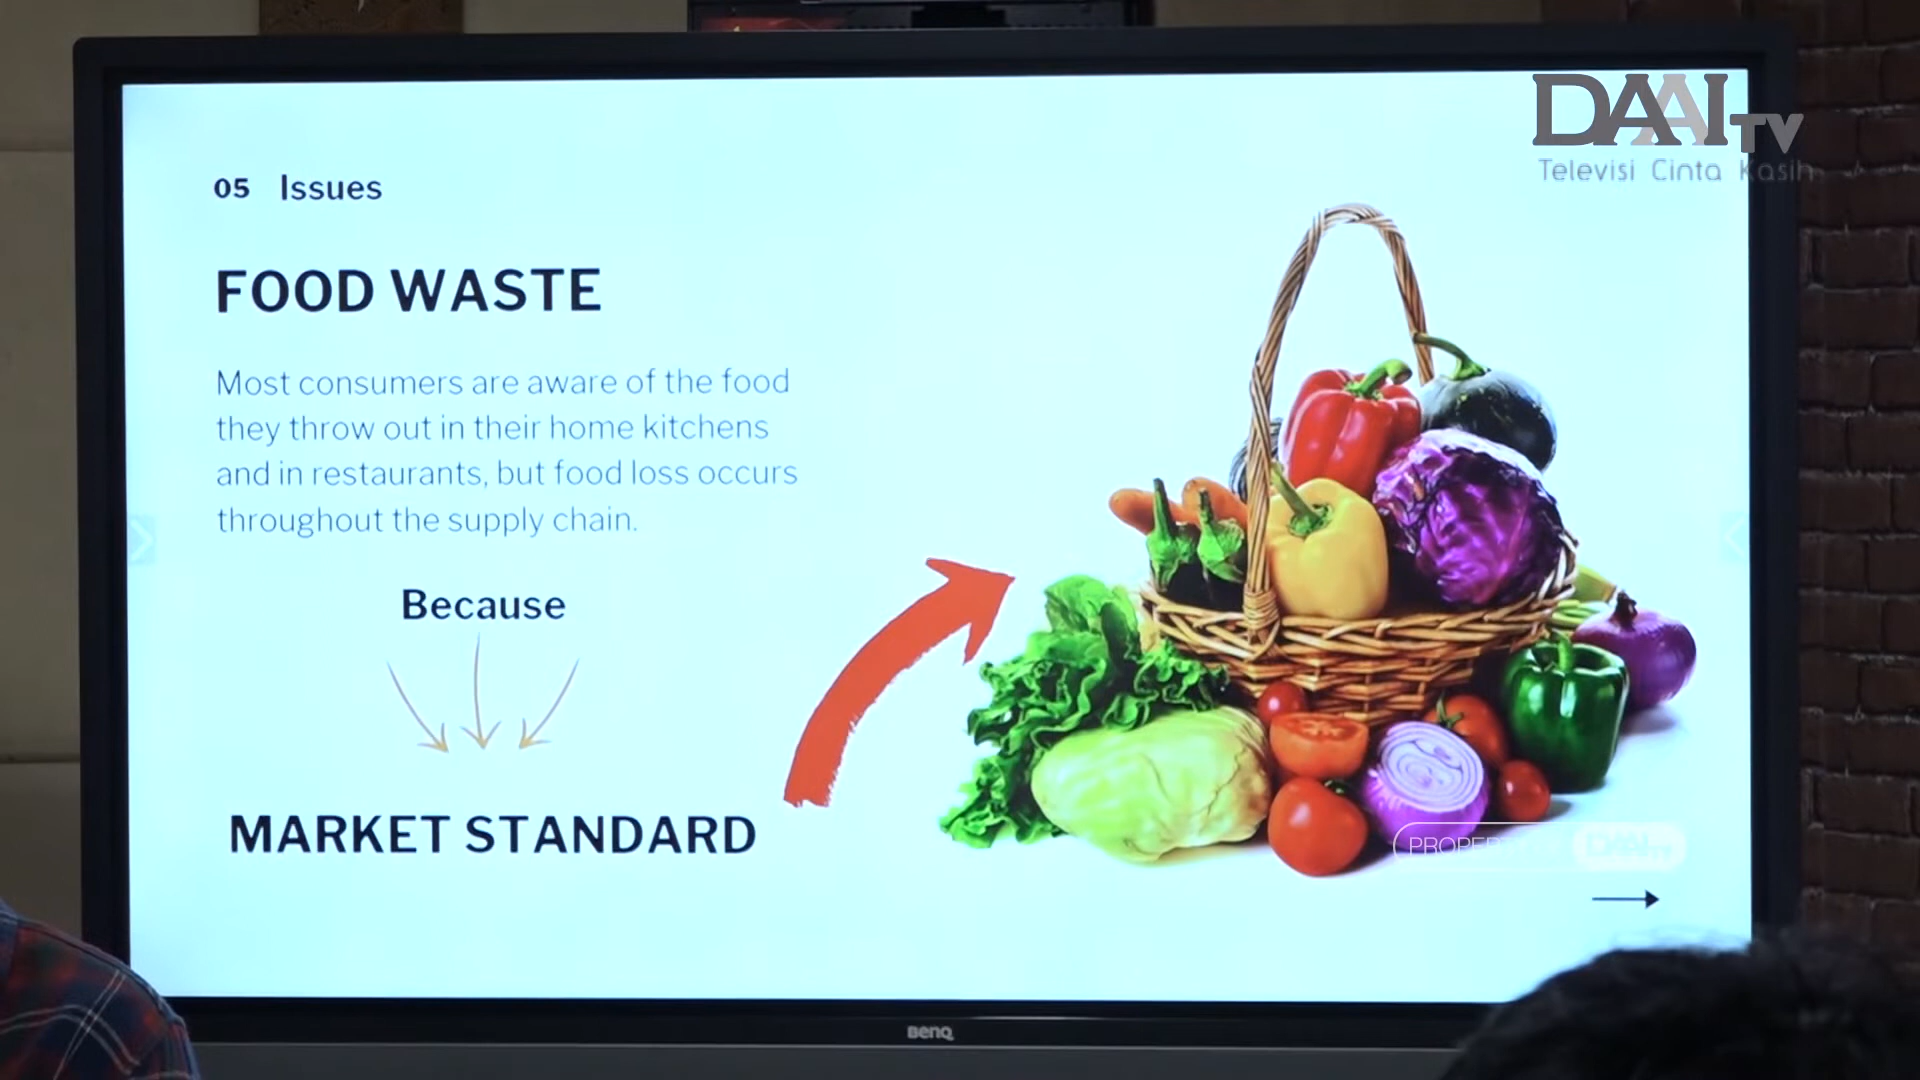 DAAI TV
Televisi Cinta Kasih
05 Issues
FOOD WASTE
Most consumers are aware of the food
they throw out in their home kitchens
and in restaurants, but food loss occurs
throughout the supply chain.
Because
MARKET STANDARD
DAAI TV
BenQ